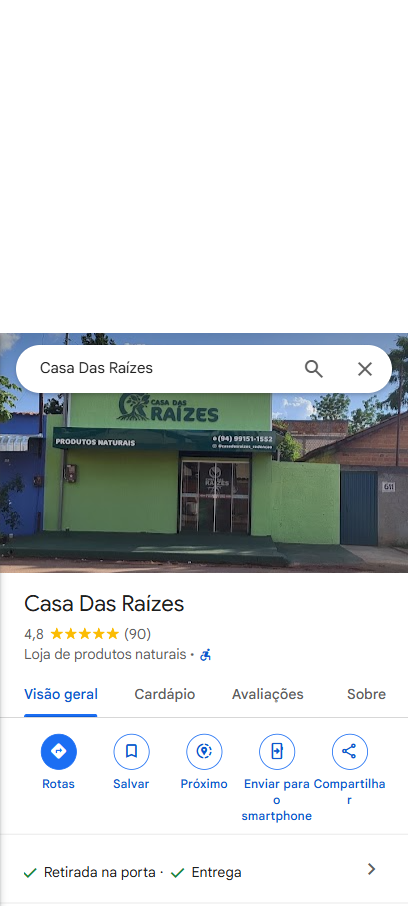 Casa Das Raízes
CASA DAS
RAÍZES
PRODUTOS NATURAIS
(94) 99151-1552
RAÍZES
611
Casa Das Raízes
4,8 (90)
Loja de produtos naturais ·
Visão geral Cardápio Avaliações Sobre
Rotas Salvar Próximo Enviar para o smartphone Compartilhar
Retirada na porta · Entrega